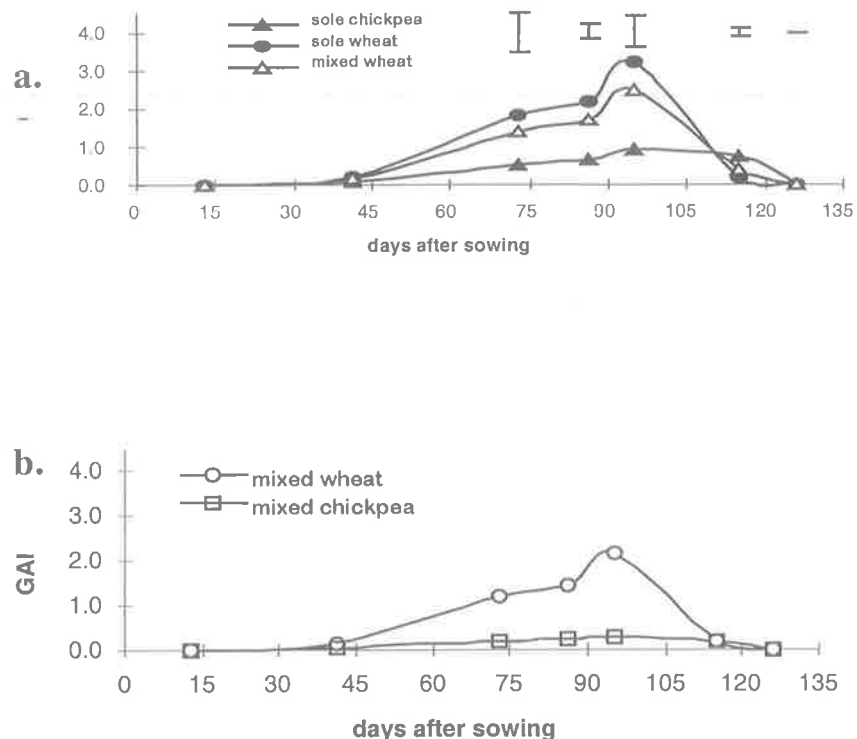 a.
sole chickpea
sole wheat
mixed wheat
4.0
3.0
2.0
1.0
0.0
0 15 30 45 60 75 90 105 120 135
days after sowing
b.
mixed wheat
mixed chickpea
GAI
4.0
3.0
2.0
1.0
0.0
0 15 30 45 60 75 90 105 120 135
days after sowing